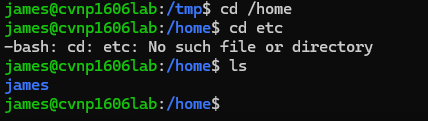 james@cvnp1606lab:/tmp$ cd /home
james@cvnp1606lab:/home$ cd etc
-bash: cd: etc: No such file or directory
james@cvnp1606lab:/home$ ls
james
james@cvnp1606lab:/home$